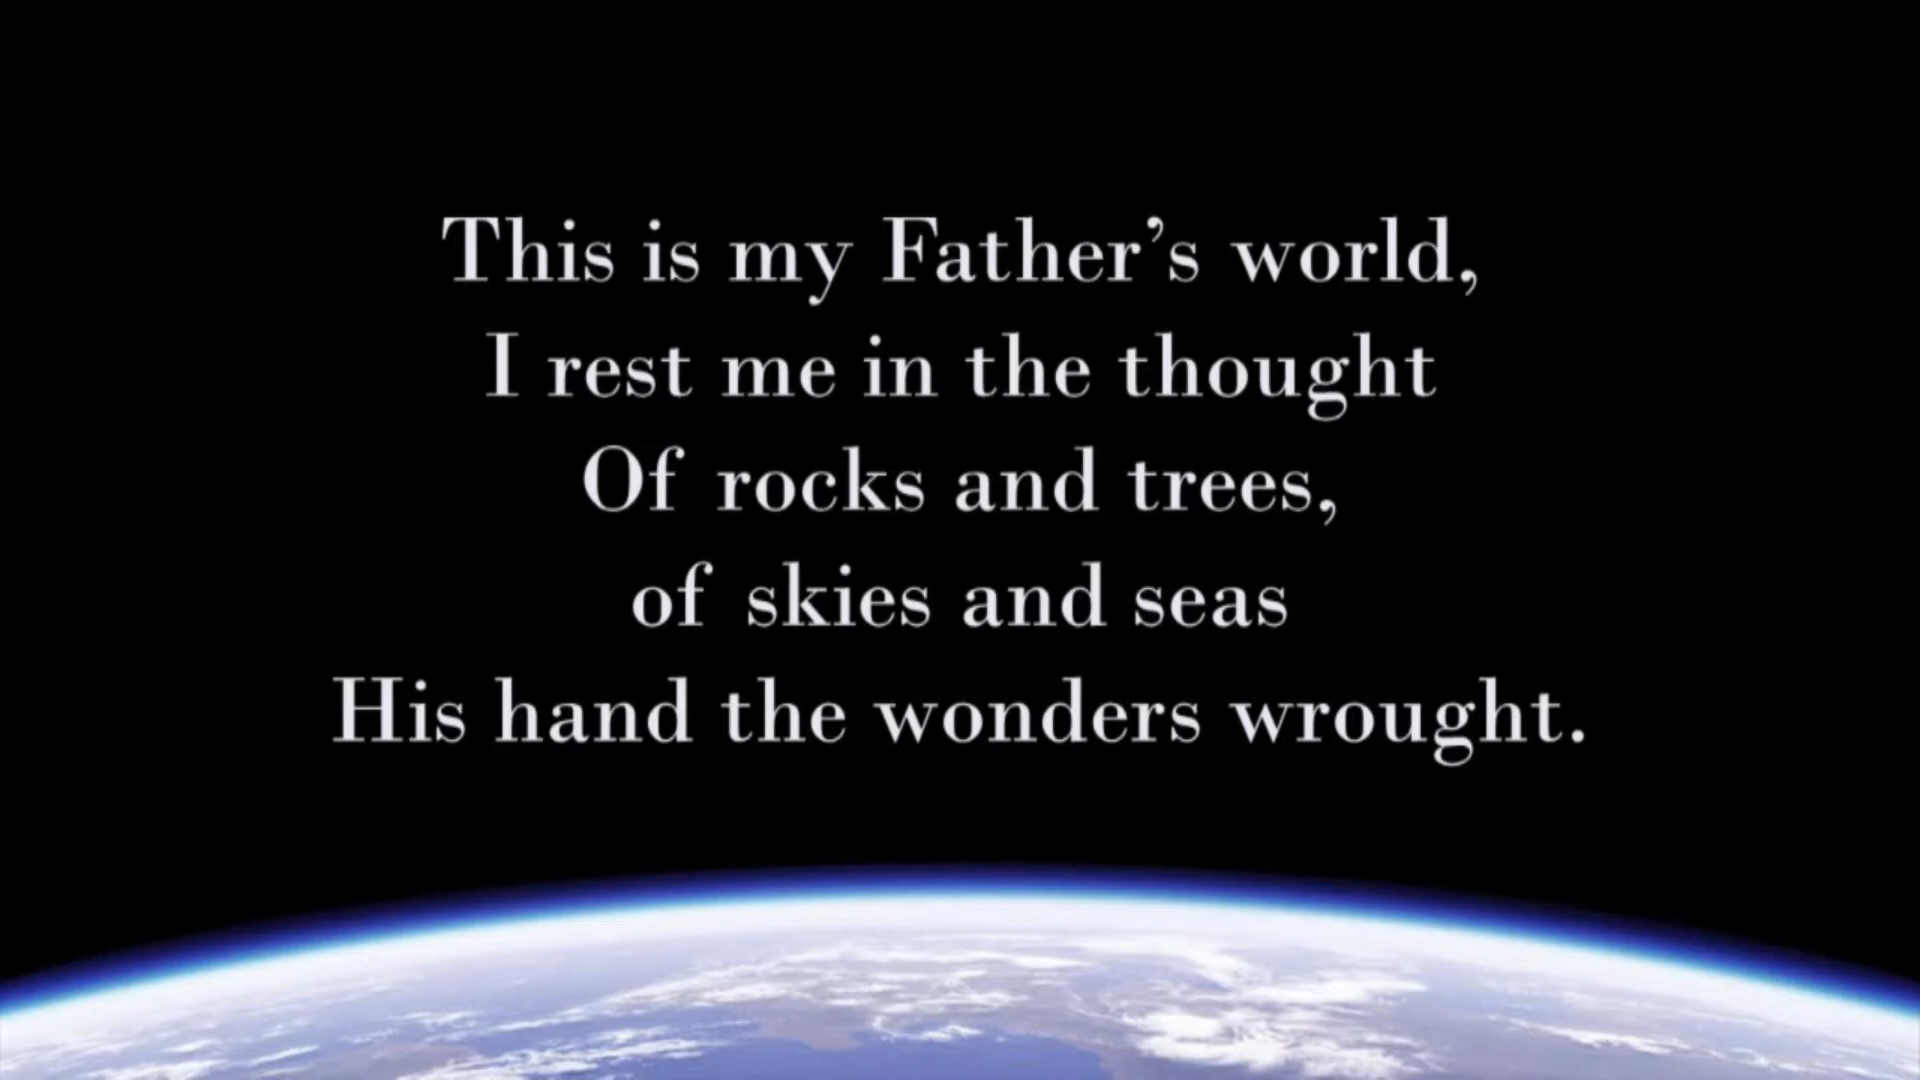 This is my Father’s world,
I rest me in the thought
Of rocks and trees,
of skies and seas
His hand the wonders wrought.